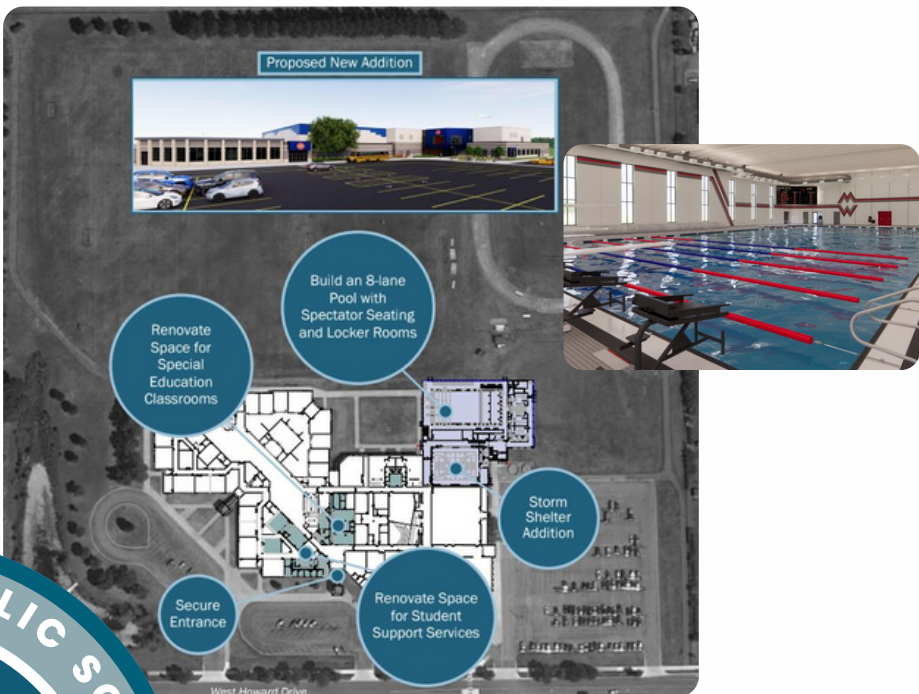 Proposed New Addition
Build an 8-lane
Pool with
Spectator Seating
and Locker Rooms
Renovate
Space for
Special
Education
Classrooms
Storm
Shelter
Addition
Secure
Entrance
Renovate Space
for Student
Support Services
West Howard Drive
LIC SC